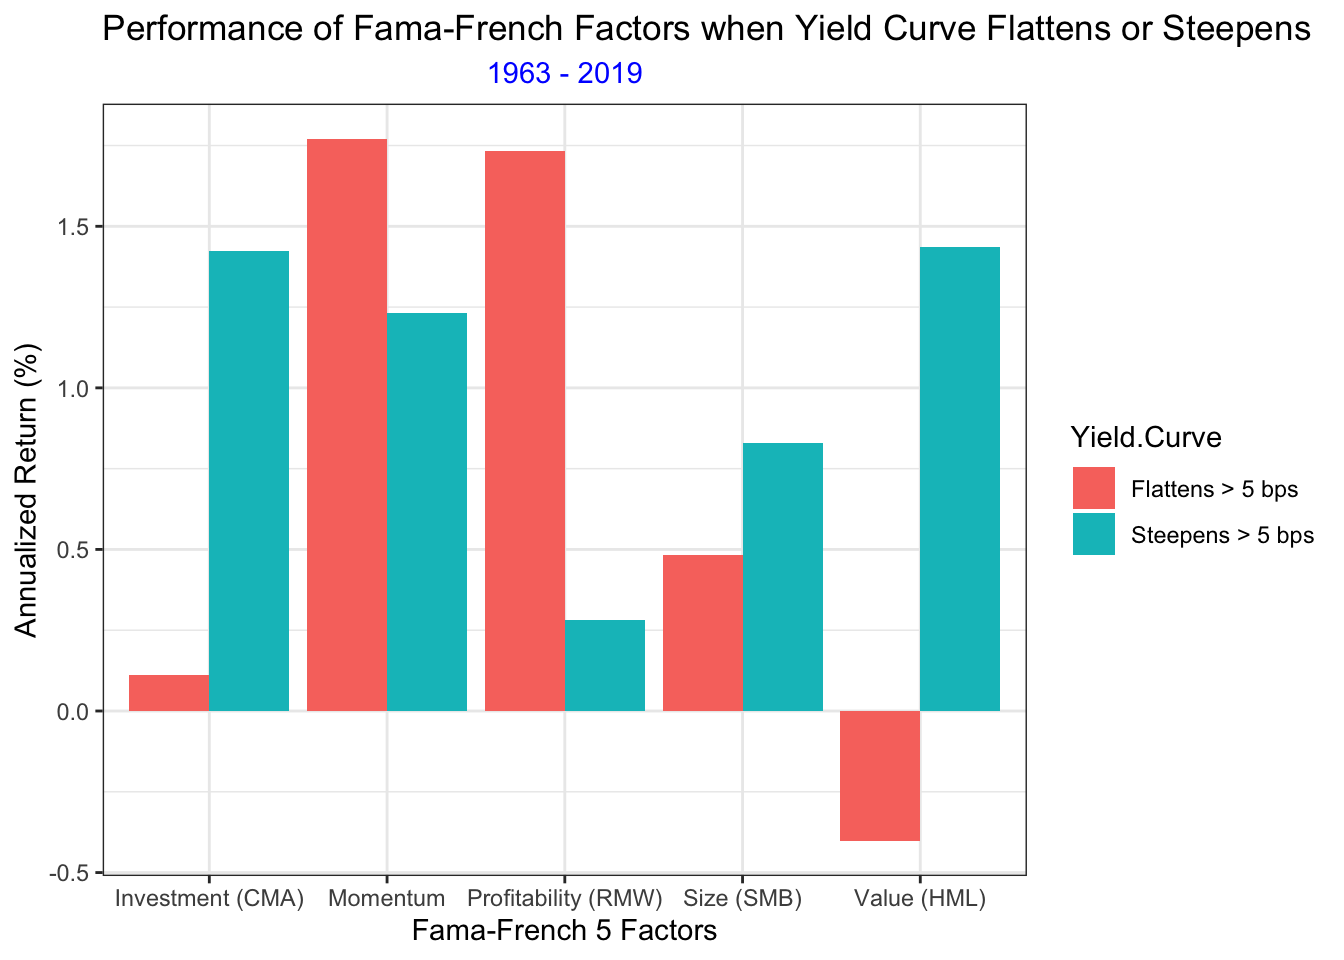 Performance of Fama-French Factors when Yield Curve Flattens or Steepens
1963 - 2019
Annualized Return (%)
1.5
1.0
0.5
0.0
-0.5
Investment (CMA) Momentum Profitability (RMW) Size (SMB) Value (HML)
Fama-French 5 Factors
Yield.Curve
Flattens > 5 bps
Steepens > 5 bps